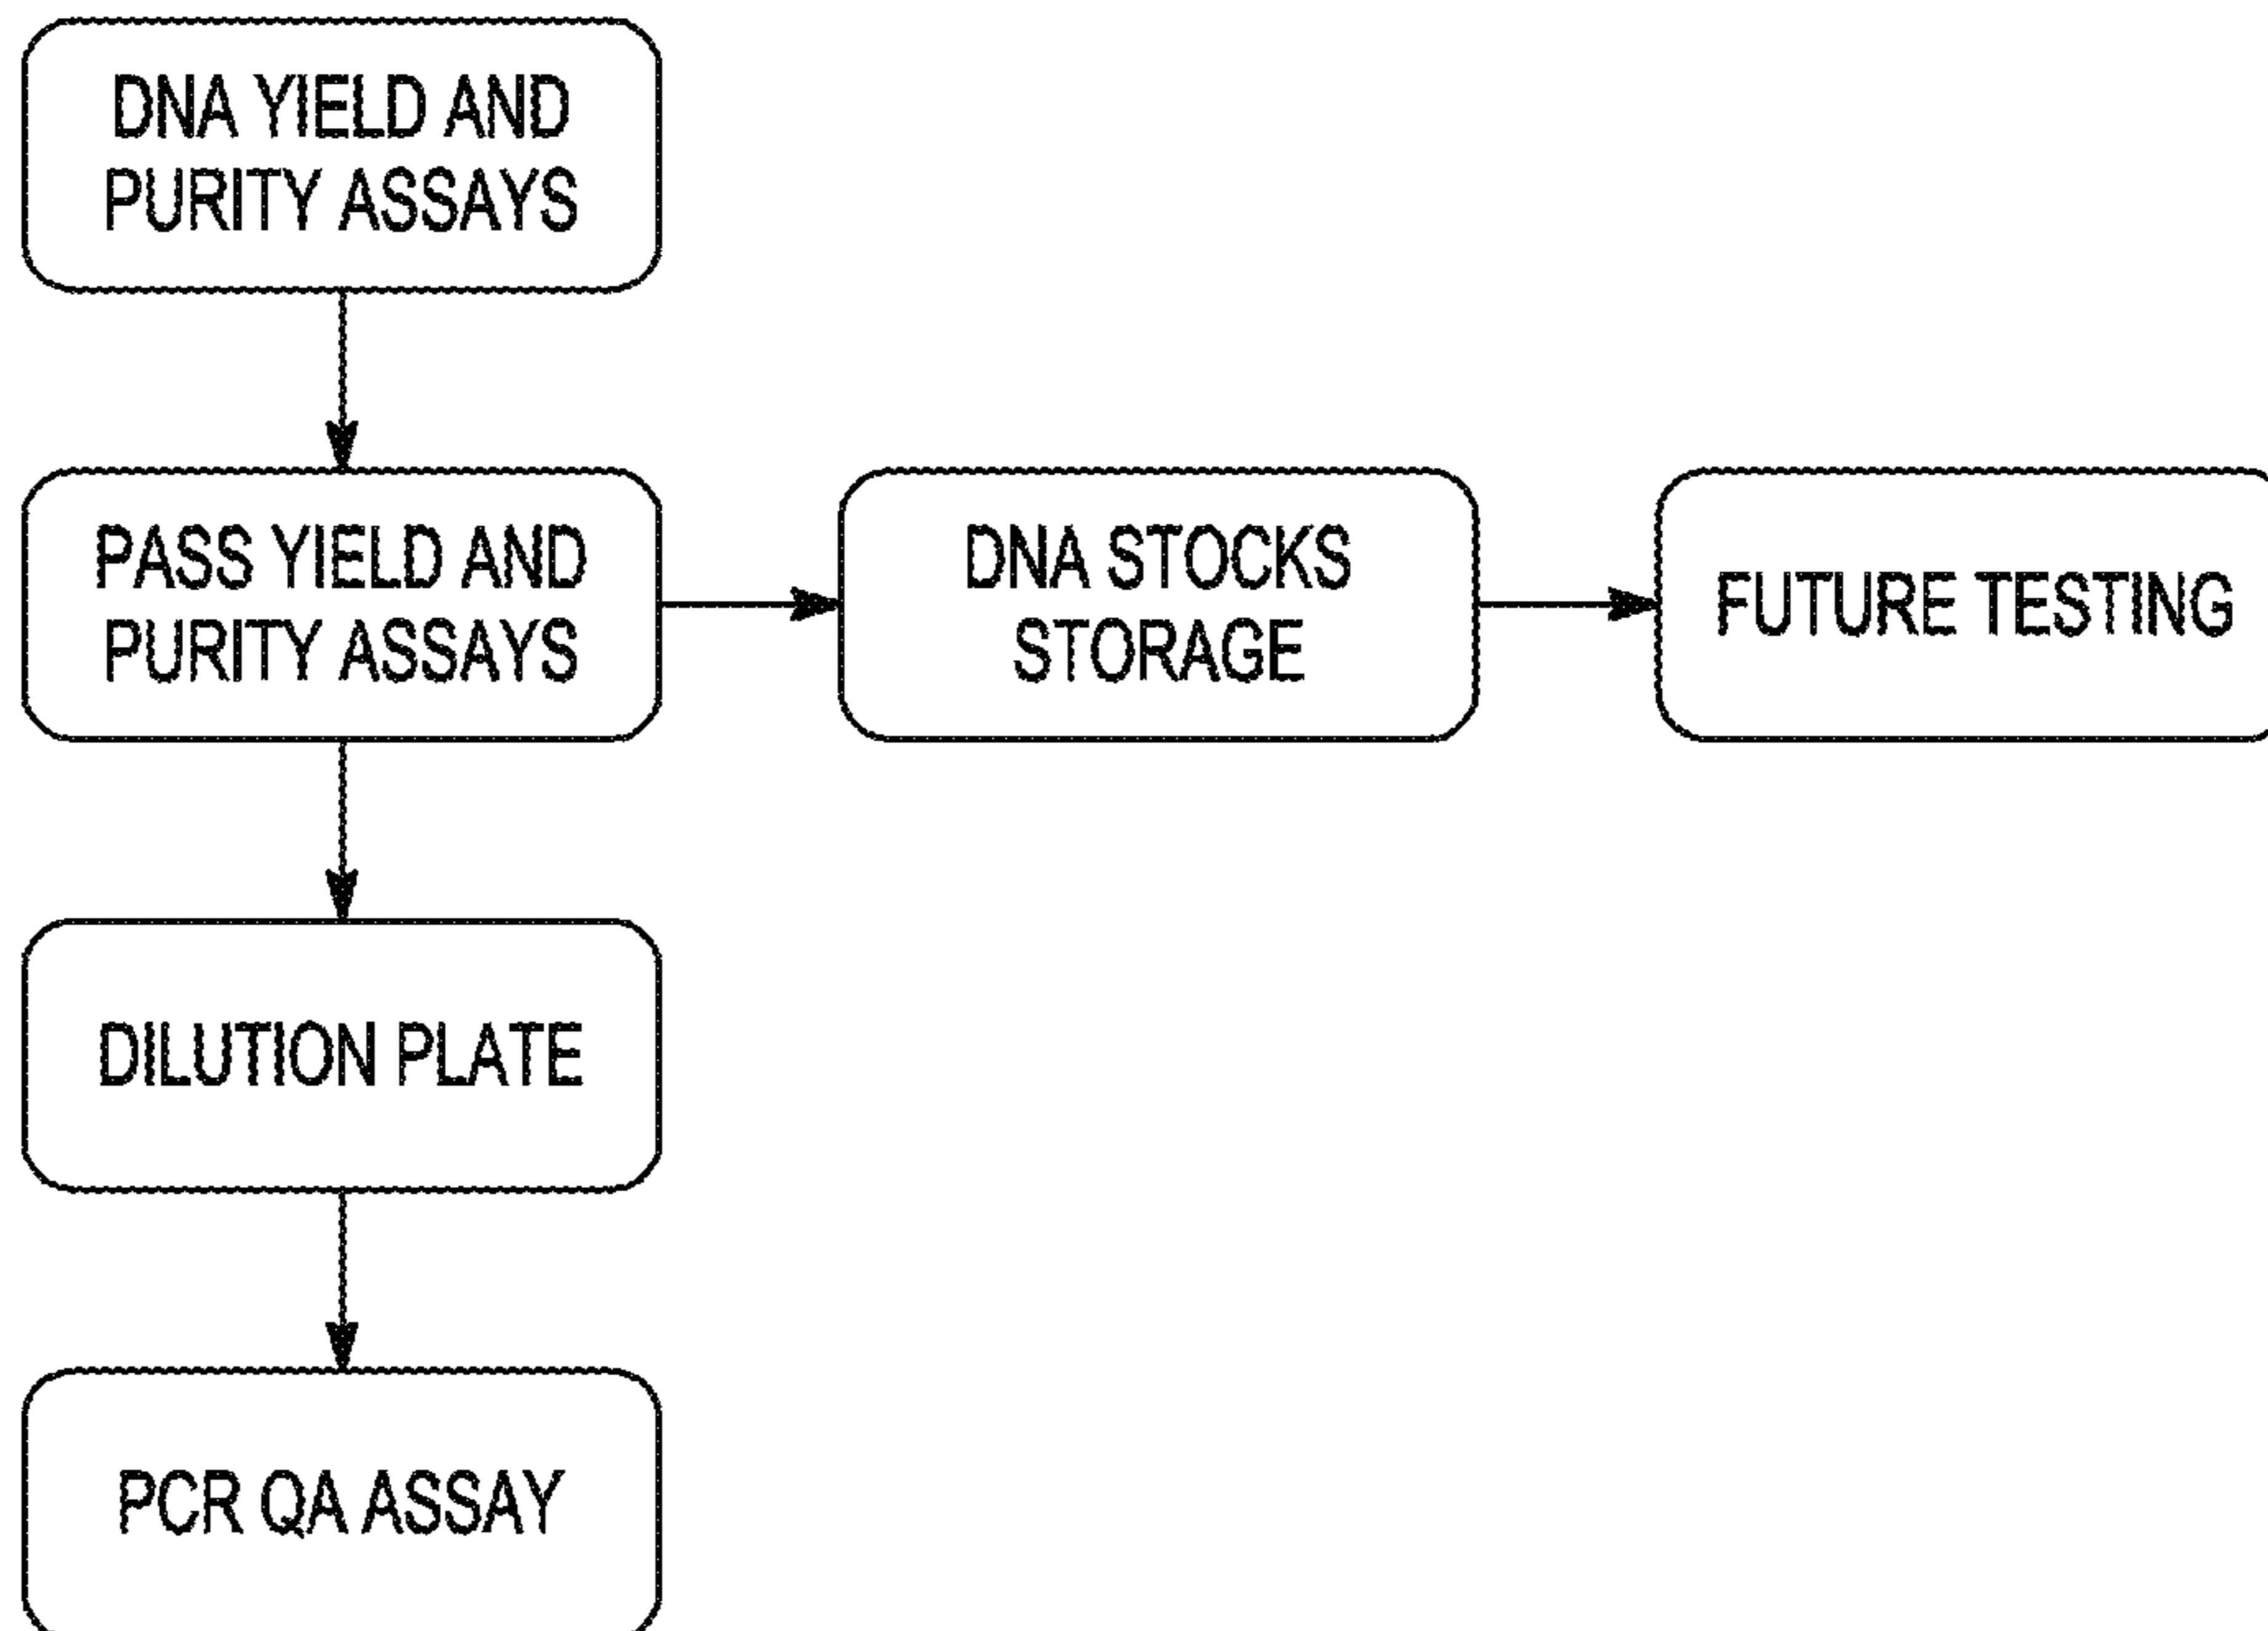 DNA YIELD AND
PURITY ASSAYS
PASS YIELD AND
PURITY ASSAYS
DNA STOCKS
STORAGE
FUTURE TESTING
DILUTION PLATE
PCR QA ASSAY